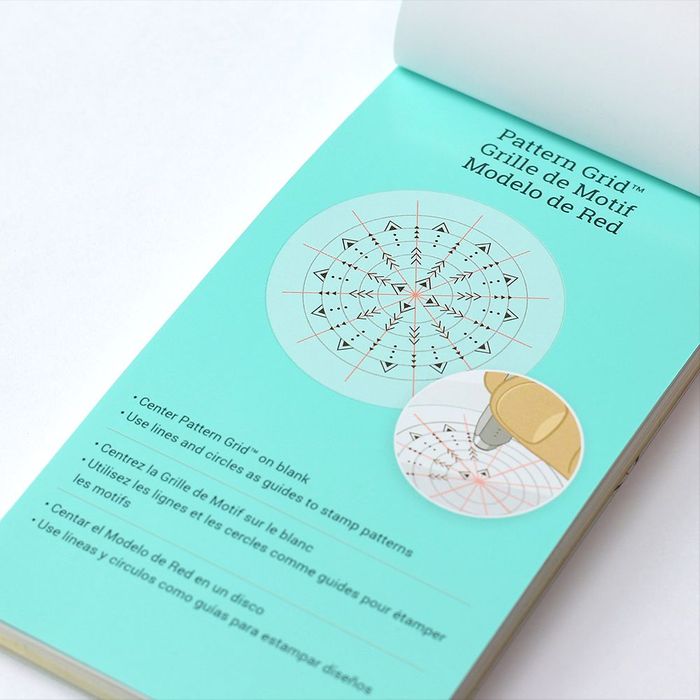 Pattern Grid™
Grille de Motif
Modelo de Red
• Center Pattern Grid™ on blank
• Use lines and circles as guides to stamp patterns
• Centrez la Grille de Motif sur le blanc
• Utilisez les lignes et les cercles comme guides pour étamper
les motifs
• Centar el Modelo de Red en un disco
• Use líneas y círculos como guías para estampar diseños